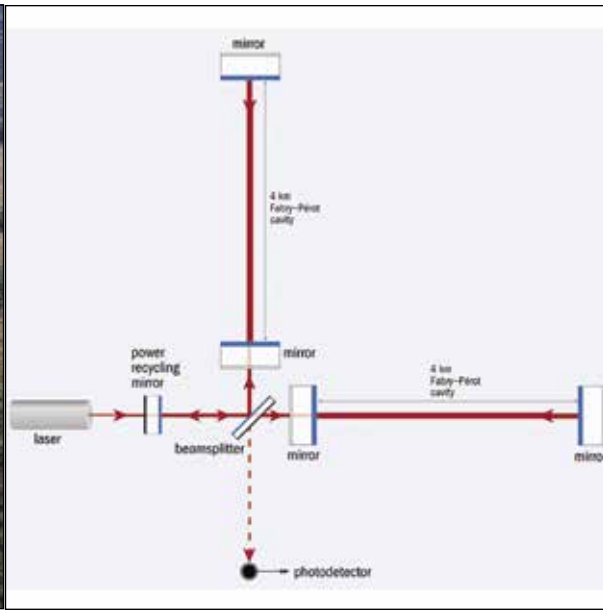 mirror
4 km
Fabry-Pérot
cavity
power
recycling
mirror
mirror
4 km
Fabry-Pérot
cavity
laser
beamsplitter
mirror
mirror
photodetector